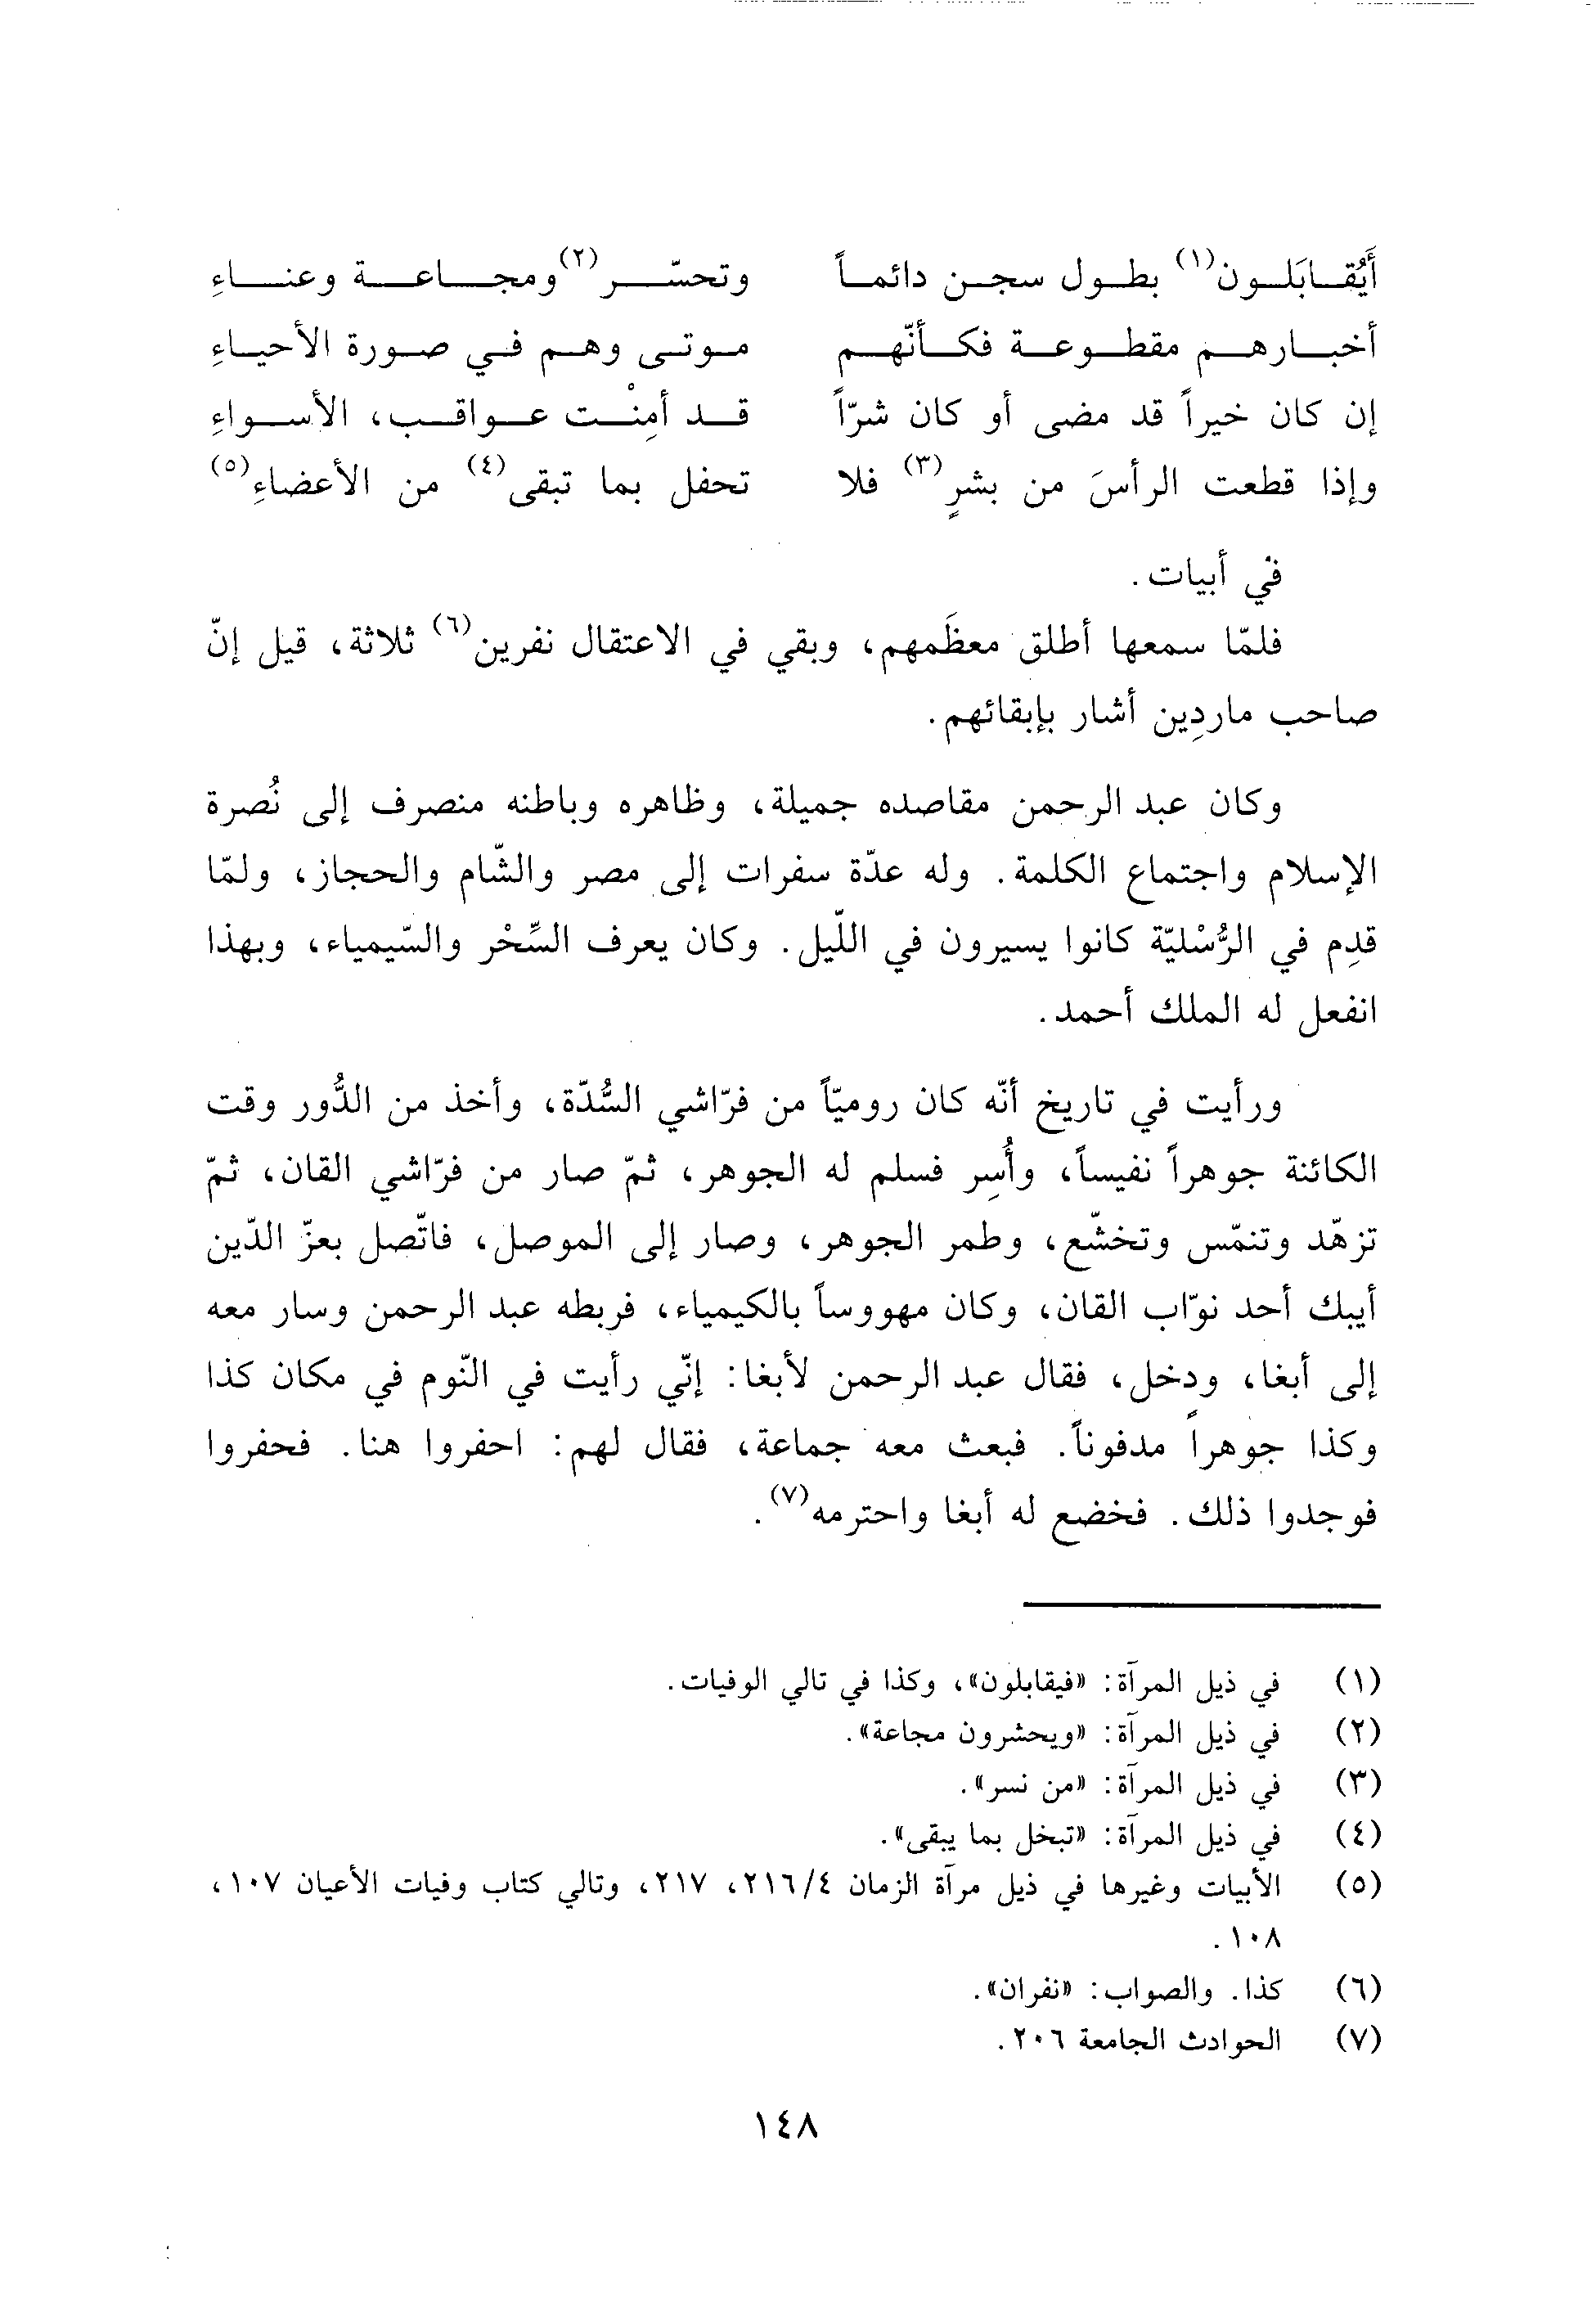 أَيُقابَلون(١) بطول سجن دائماً وتحسّر(٢) ومجاعة وعناءِ
أخبارهم مقطوعة فكأنّهم موتى وهم في صورة الأحياءِ
إن كان خيراً قد مضى أو كان شرّاً قد أمِنْت عواقب، الأسواءِ
وإذا قطعت الرأسَ من بشرٍ(٣) فلا تحفل بما تبقى(٤) من الأعضاءِ(٥)
في أبيات.
فلمّا سمعها أطلق معظَمهم، وبقي في الاعتقال نفرين(٦) ثلاثة، قيل إنّ
صاحب ماردِين أشار بإبقائهم.
وكان عبد الرحمن مقاصده جميلة، وظاهره وباطنه منصرف إلى نُصرة
الإسلام واجتماع الكلمة. وله عدّة سفرات إلى مصر والشّام والحجاز، ولمّا
قدِم في الرُّسْليّة كانوا يسيرون في اللّيل. وكان يعرف السِّحْر والسّيمياء، وبهذا
انفعل له الملك أحمد.
ورأيت في تاريخ أنّه كان روميّاً من فرّاشي السُّدّة، وأخذ من الدُّور وقت
الكائنة جوهراً نفيساً، وأُسِر فسلم له الجوهر، ثمّ صار من فرّاشي القان، ثمّ
تزهّد وتنمّس وتخشّع، وطمر الجوهر، وصار إلى الموصل، فاتّصل بعزّ الدّين
أيبك أحد نوّاب القان، وكان مهووساً بالكيمياء، فربطه عبد الرحمن وسار معه
إلى أبغا، ودخل، فقال عبد الرحمن لأبغا: إنّي رأيت في النّوم في مكان كذا
وكذا جوهراً مدفوناً. فبعث معه جماعة، فقال لهم: احفروا هنا. فحفروا
فوجدوا ذلك. فخضع له أبغا واحترمه(٧).
(١) في ذيل المرآة: «فيقابلون»، وكذا في تالي الوفيات.
(٢) في ذيل المرآة: «ويحشرون مجاعة».
(٣) في ذيل المرآة: «من نسر».
(٤) في ذيل المرآة: «تبخل بما يبقى».
(٥) الأبيات وغيرها في ذيل مرآة الزمان ٢١٦/٤، ٢١٧، وتالي كتاب وفيات الأعيان ١٠٧،
١٠٨.
(٦) كذا. والصواب: «نفران».
(٧) الحوادث الجامعة ٢٠٦.
١٤٨